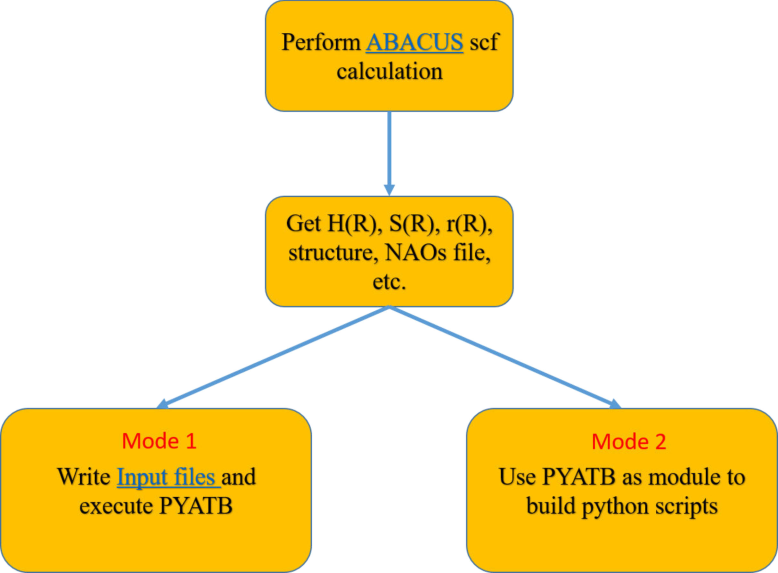 Perform ABACUS scf
calculation
Get H(R), S(R), r(R),
structure, NAOs file,
etc.
Mode 1
Write Input files and
execute PYATB
Mode 2
Use PYATB as module to
build python scripts